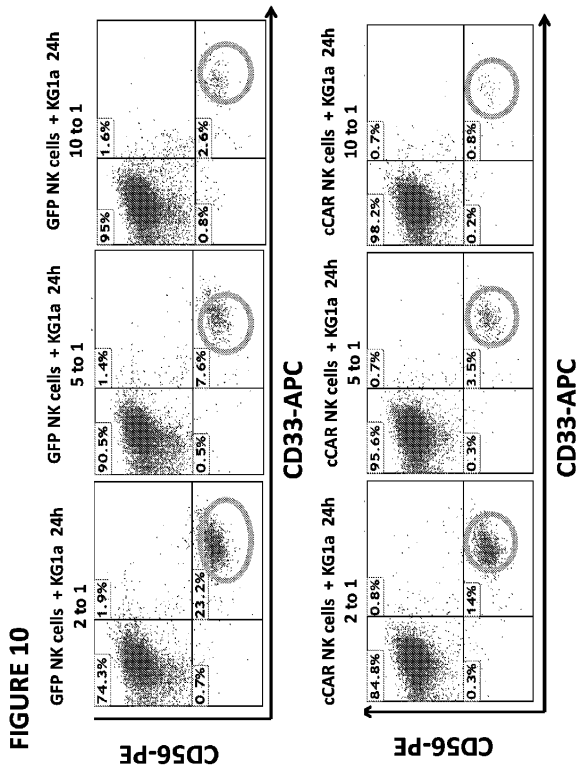 FIGURE 10
GFP NK cells + KG1a 24h
2 to 1
74.3%
1.9%
0.7%
23.2%
GFP NK cells + KG1a 24h
5 to 1
90.5%
1.4%
0.5%
7.6%
GFP NK cells + KG1a 24h
10 to 1
95%
1.6%
0.8%
2.6%
CD56-PE
CD33-APC
cCAR NK cells + KG1a 24h
2 to 1
84.8%
0.8%
0.3%
14%
cCAR NK cells + KG1a 24h
5 to 1
95.6%
0.7%
0.3%
3.5%
cCAR NK cells + KG1a 24h
10 to 1
98.2%
0.7%
0.2%
0.8%
CD56-PE
CD33-APC